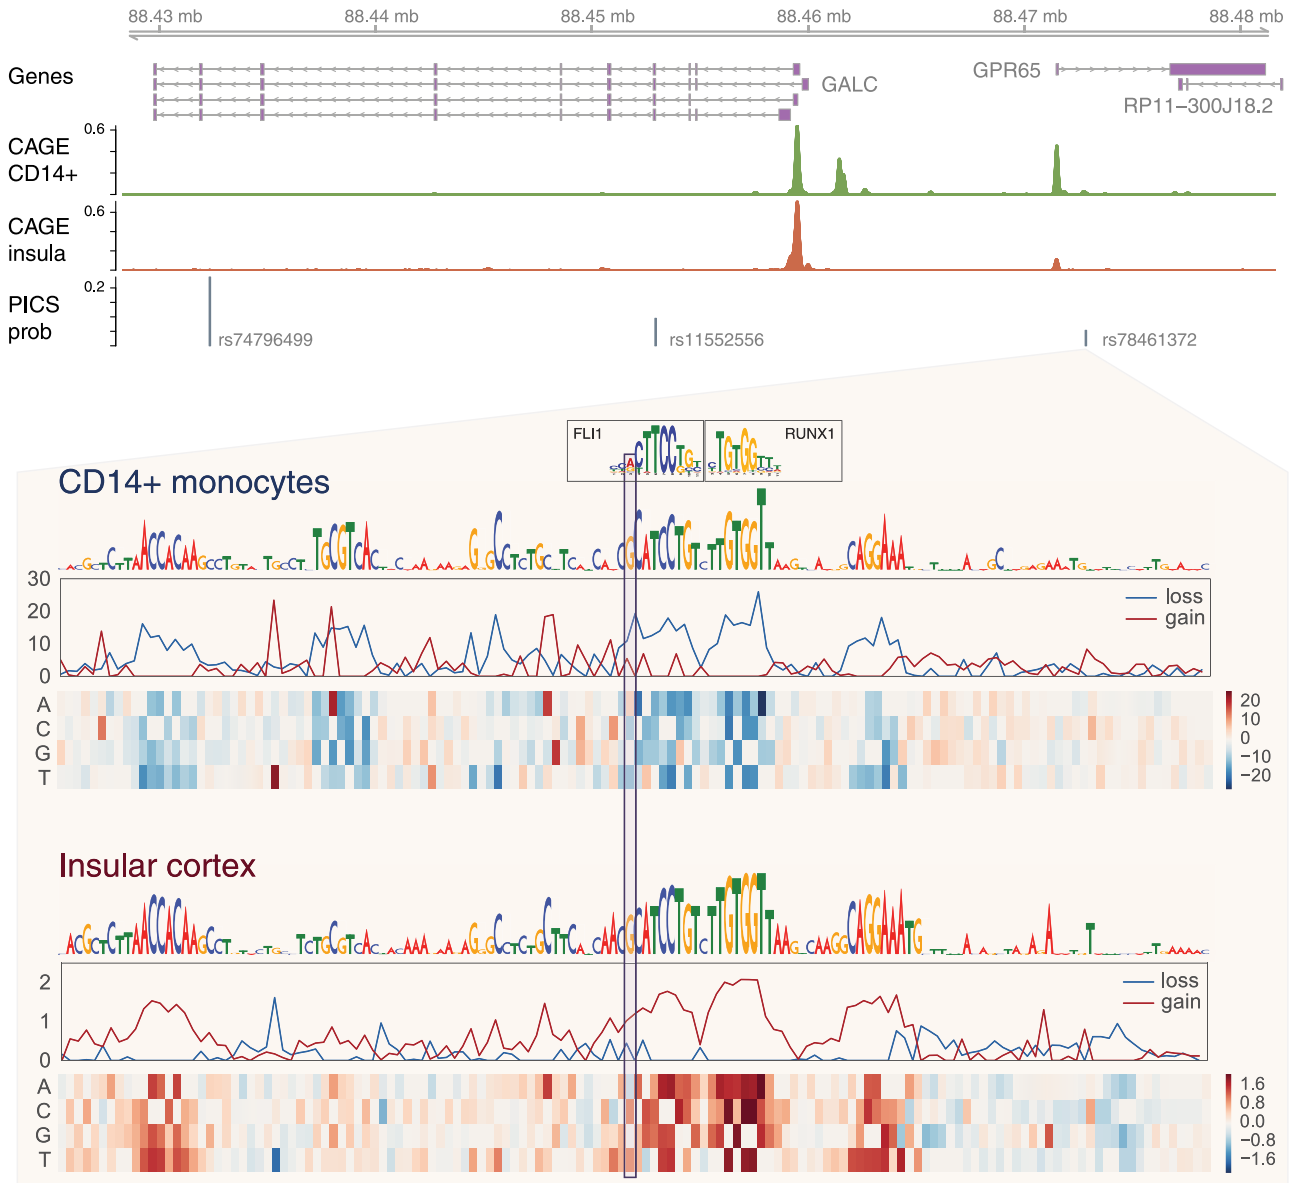 88.43 mb 88.44 mb 88.45 mb 88.46 mb 88.47 mb 88.48 mb
Genes
GALC
GPR65
RP11−300J18.2
CAGE
CD14+
0.6
CAGE
insula
0.6
PICS
prob
0.2
rs74796499
rs11552556
rs78461372
FLI1
RUNX1
CD14+ monocytes
30
20
10
0
loss
gain
A
C
G
T
20
10
0
−10
−20
Insular cortex
2
1
0
loss
gain
A
C
G
T
1.6
0.8
0.0
−0.8
−1.6